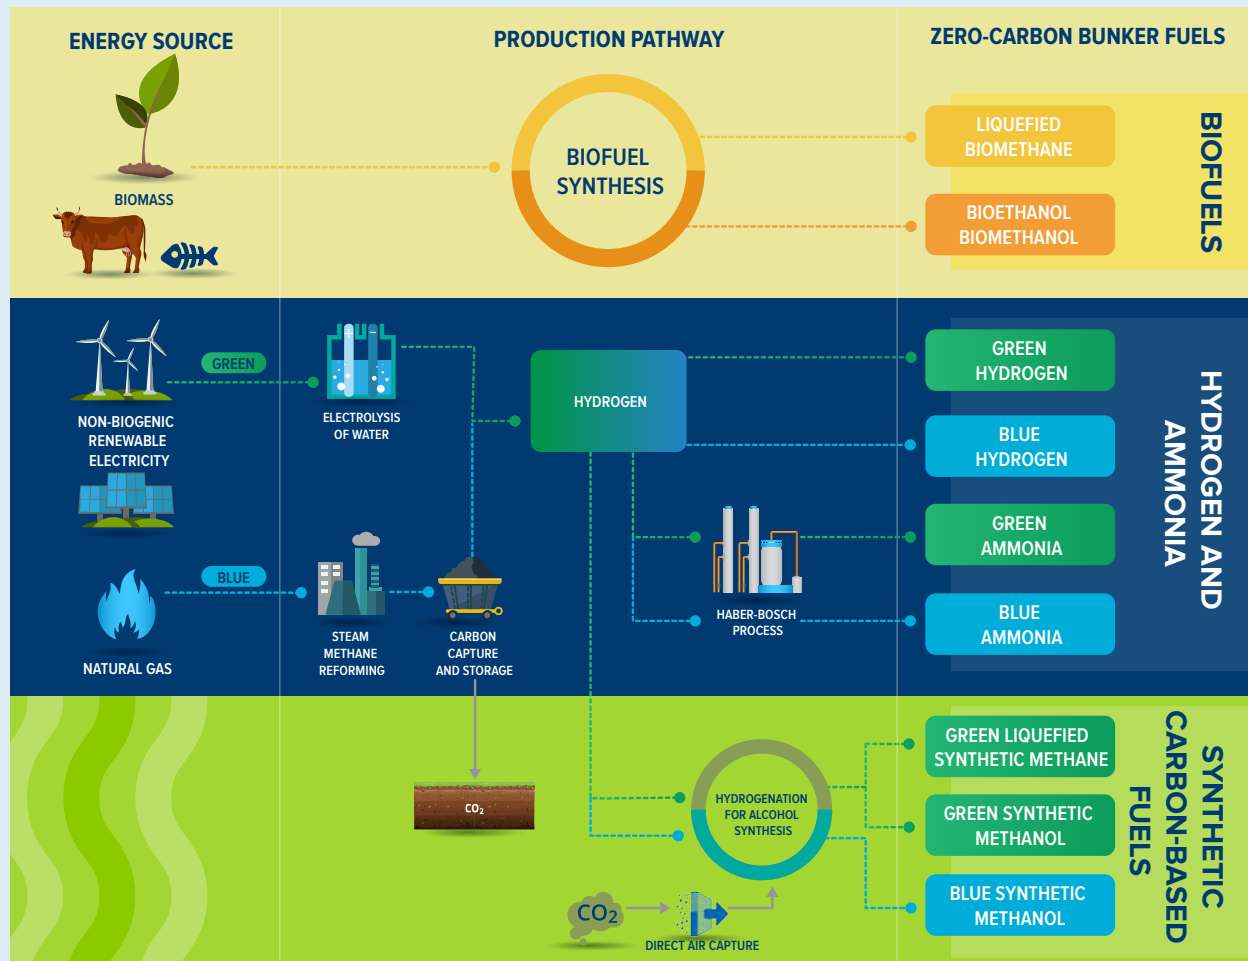 ENERGY SOURCE
PRODUCTION PATHWAY
ZERO-CARBON BUNKER FUELS
BIOMASS
BIOFUEL
SYNTHESIS
LIQUEFIED
BIOMETHANE
BIOETHANOL
BIOMETHANOL
BIOFUELS
GREEN
NON-BIOGENIC
RENEWABLE
ELECTRICITY
ELECTROLYSIS
OF WATER
HYDROGEN
BLUE
NATURAL GAS
STEAM
METHANE
REFORMING
CARBON
CAPTURE
AND STORAGE
HABER-BOSCH
PROCESS
GREEN
HYDROGEN
BLUE
HYDROGEN
GREEN
AMMONIA
BLUE
AMMONIA
HYDROGEN AND
AMMONIA
CO₂
HYDROGENATION
FOR ALCOHOL
SYNTHESIS
CO₂
DIRECT AIR CAPTURE
GREEN LIQUEFIED
SYNTHETIC METHANE
GREEN SYNTHETIC
METHANOL
BLUE SYNTHETIC
METHANOL
SYNTHETIC
CARBON-BASED
FUELS